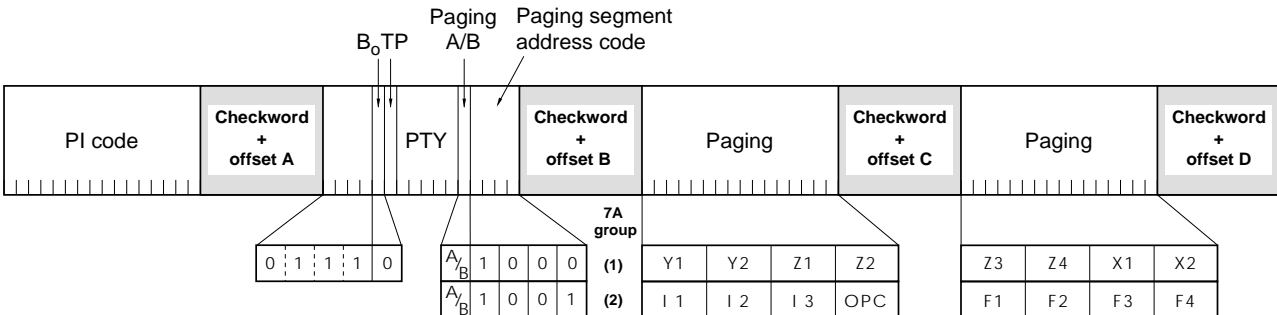 Paging Paging segment
BoTP A/B address code
PI code Checkword + offset A PTY Checkword + offset B Paging Checkword + offset C Paging Checkword + offset D
7A group
0 1 1 1 0 A/B 1 0 0 0 (1) Y1 Y2 Z1 Z2 Z3 Z4 X1 X2
A/B 1 0 0 1 (2) I1 I2 I3 OPC F1 F2 F3 F4